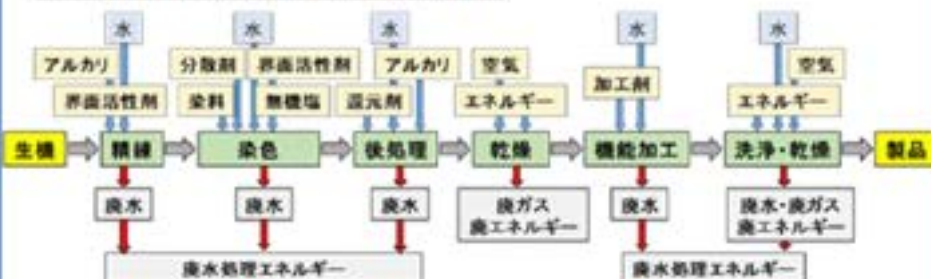 水
水
水
水
水
アルカリ
分散剤
界面活性剤
アルカリ
空気
加工剤
空気
界面活性剤
染料
無機塩
還元剤
エネルギー
エネルギー
生機
精練
染色
後処理
乾燥
機能加工
洗浄・乾燥
製品
廃水
廃水
廃水
廃ガス
廃エネルギー
廃水
廃水・廃ガス
廃エネルギー
廃水処理エネルギー
廃水処理エネルギー